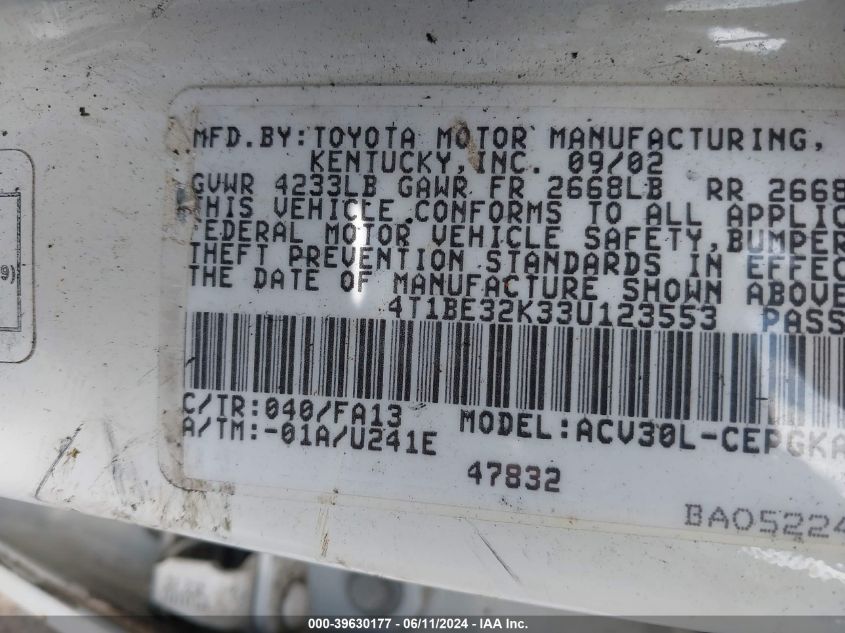 MFD.BY:TOYOTA MOTOR MANUFACTURING,
KENTUCKY,INC. 09/02
GVWR 4233LB GAWR FR 2668LB RR 2668
THIS VEHICLE CONFORMS TO ALL APPLIC
FEDERAL MOTOR VEHICLE SAFETY,BUMPER
THEFT PREVENTION STANDARDS IN EFFEC
THE DATE OF MANUFACTURE SHOWN ABOVE
4T1BE32K33U123553 PASS
C/TR:040/FA13 MODEL:ACV30L-CEPGKA
A/TM:-01A/U241E
47832
BA05224
000-39630177 - 06/11/2024 - IAA Inc.